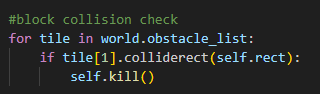 #block collision check
for tile in world.obstacle_list:
    if tile[1].colliderect(self.rect):
        self.kill()